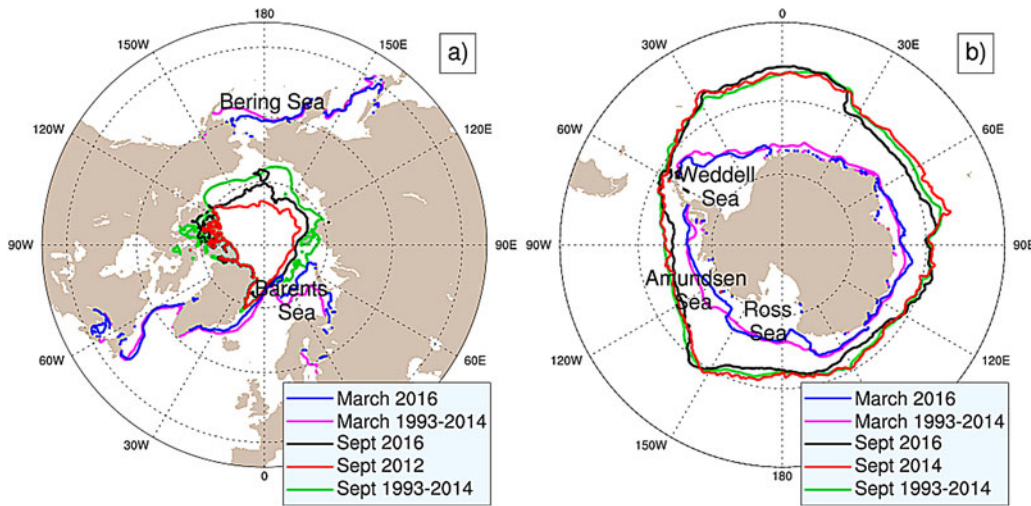 180
150W
150E
a)
Bering Sea
120W
120E
90W
90E
Barents
Sea
60W
60E
30W
0
March 2016
March 1993-2014
Sept 2016
Sept 2012
Sept 1993-2014
0
30W
30E
b)
60W
60E
Weddell
Sea
90W
90E
Amundsen
Sea
Ross
Sea
120W
120E
150W
180
March 2016
March 1993-2014
Sept 2016
Sept 2014
Sept 1993-2014